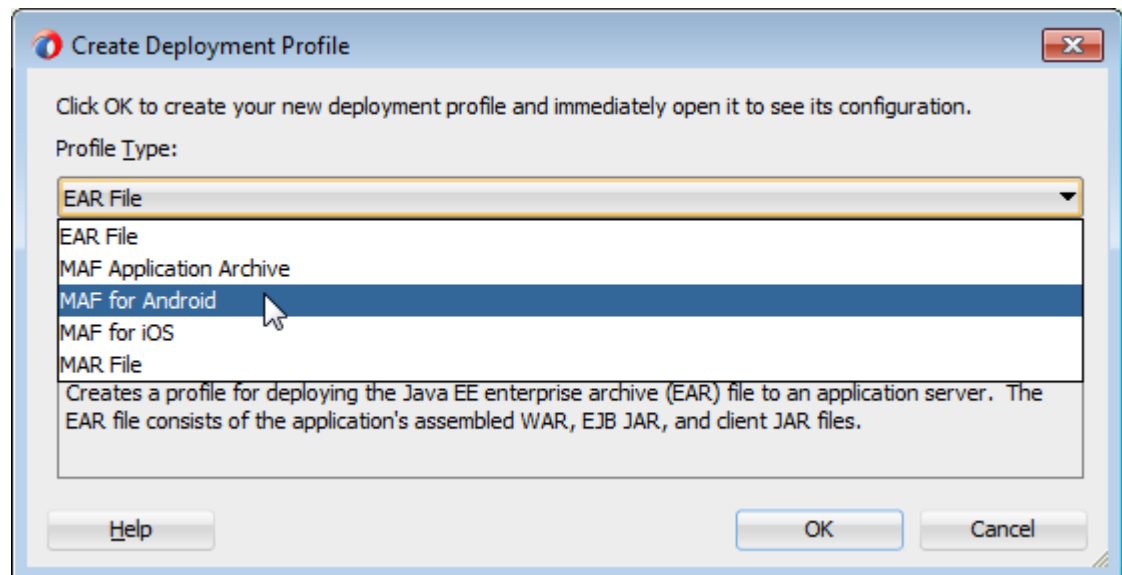 Create Deployment Profile
Click OK to create your new deployment profile and immediately open it to see its configuration.
Profile Type:
EAR File
EAR File
MAF Application Archive
MAF for Android
MAF for iOS
MAR File
Creates a profile for deploying the Java EE enterprise archive (EAR) file to an application server. The
EAR file consists of the application's assembled WAR, EJB JAR, and client JAR files.
Help OK Cancel